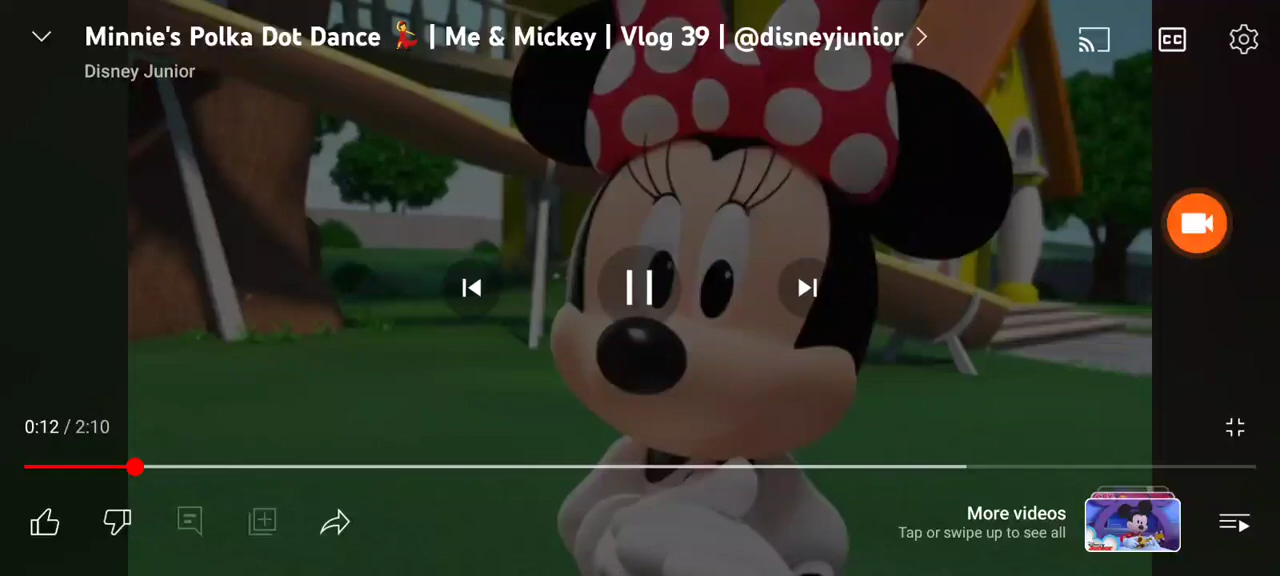 Minnie's Polka Dot Dance 💃 | Me & Mickey | Vlog 39 | @disneyjunior
Disney Junior
CC
0:12 / 2:10
More videos
Tap or swipe up to see all